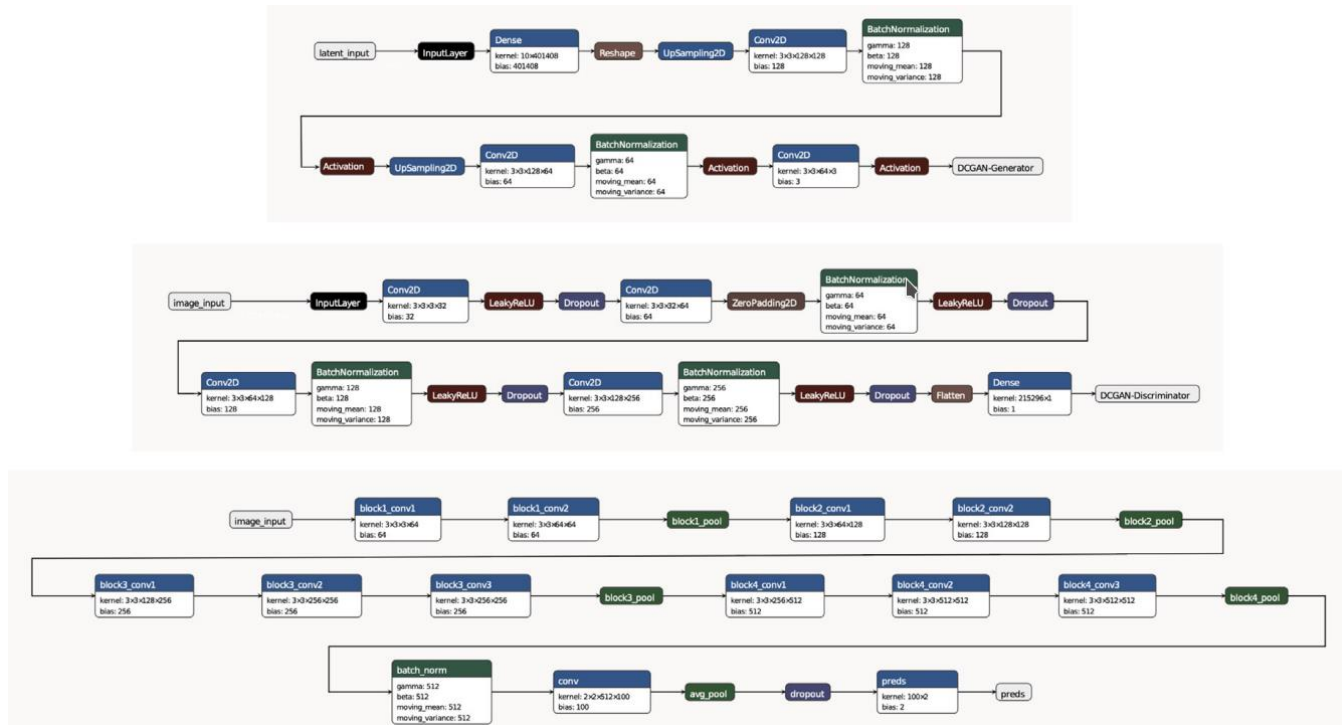 latent_input
InputLayer
Dense
kernel: 10×401408
bias: 401408
Reshape
UpSampling2D
Conv2D
kernel: 3×3×128×128
bias: 128
BatchNormalization
gamma: 128
beta: 128
moving_mean: 128
moving_variance: 128
Activation
UpSampling2D
Conv2D
kernel: 3×3×128×64
bias: 64
BatchNormalization
gamma: 64
beta: 64
moving_mean: 64
moving_variance: 64
Activation
Conv2D
kernel: 3×3×64×3
bias: 3
Activation
DCGAN-Generator
image_input
InputLayer
Conv2D
kernel: 3×3×3×32
bias: 32
LeakyReLU
Dropout
Conv2D
kernel: 3×3×32×64
bias: 64
ZeroPadding2D
BatchNormalization
gamma: 64
beta: 64
moving_mean: 64
moving_variance: 64
LeakyReLU
Dropout
Conv2D
kernel: 3×3×64×128
bias: 128
BatchNormalization
gamma: 128
beta: 128
moving_mean: 128
moving_variance: 128
LeakyReLU
Dropout
Conv2D
kernel: 3×3×128×256
bias: 256
BatchNormalization
gamma: 256
beta: 256
moving_mean: 256
moving_variance: 256
LeakyReLU
Dropout
Flatten
Dense
kernel: 215296×1
bias: 1
DCGAN-Discriminator
image_input
block1_conv1
kernel: 3×3×3×64
bias: 64
block1_conv2
kernel: 3×3×64×64
bias: 64
block1_pool
block2_conv1
kernel: 3×3×64×128
bias: 128
block2_conv2
kernel: 3×3×128×128
bias: 128
block2_pool
block3_conv1
kernel: 3×3×128×256
bias: 256
block3_conv2
kernel: 3×3×256×256
bias: 256
block3_conv3
kernel: 3×3×256×256
bias: 256
block3_pool
block4_conv1
kernel: 3×3×256×512
bias: 512
block4_conv2
kernel: 3×3×512×512
bias: 512
block4_conv3
kernel: 3×3×512×512
bias: 512
block4_pool
batch_norm
gamma: 512
beta: 512
moving_mean: 512
moving_variance: 512
conv
kernel: 2×2×512×100
bias: 100
avg_pool
dropout
preds
kernel: 100×2
bias: 2
preds